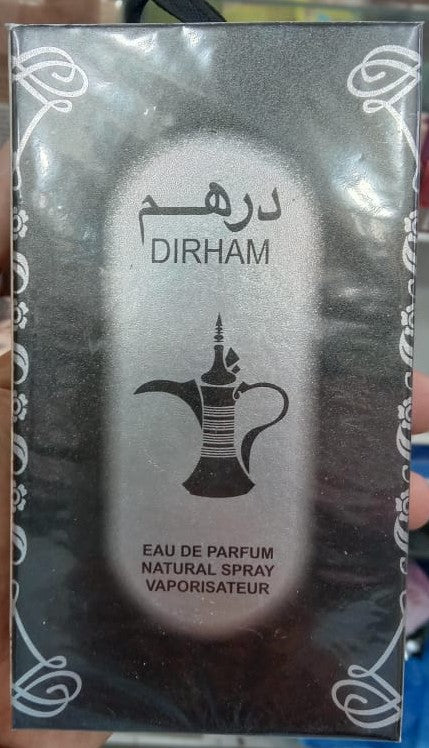 درهم
DIRHAM
EAU DE PARFUM
NATURAL SPRAY
VAPORISATEUR